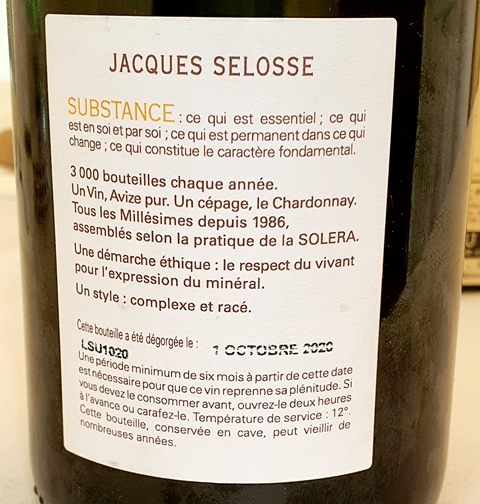 JACQUES SELOSSE
SUBSTANCE : ce qui est essentiel ; ce qui
est en soi et par soi ; ce qui est permanent dans ce qui
change ; ce qui constitue le caractère fondamental.
3 000 bouteilles chaque année.
Un Vin, Avize pur. Un cépage, le Chardonnay.
Tous les Millésimes depuis 1986,
assemblés selon la pratique de la SOLERA.
Une démarche éthique : le respect du vivant
pour l'expression du minéral.
Un style : complexe et racé.
Cette bouteille a été dégorgée le : 1 OCTOBRE 2020
LSU1020
Une période minimum de six mois à partir de cette date
est nécessaire pour que ce vin reprenne sa plénitude. Si
vous devez le consommer avant, ouvrez-le deux heures
à l'avance ou carafez-le. Température de service : 12°.
Cette bouteille, conservée en cave, peut vieillir de
nombreuses années.